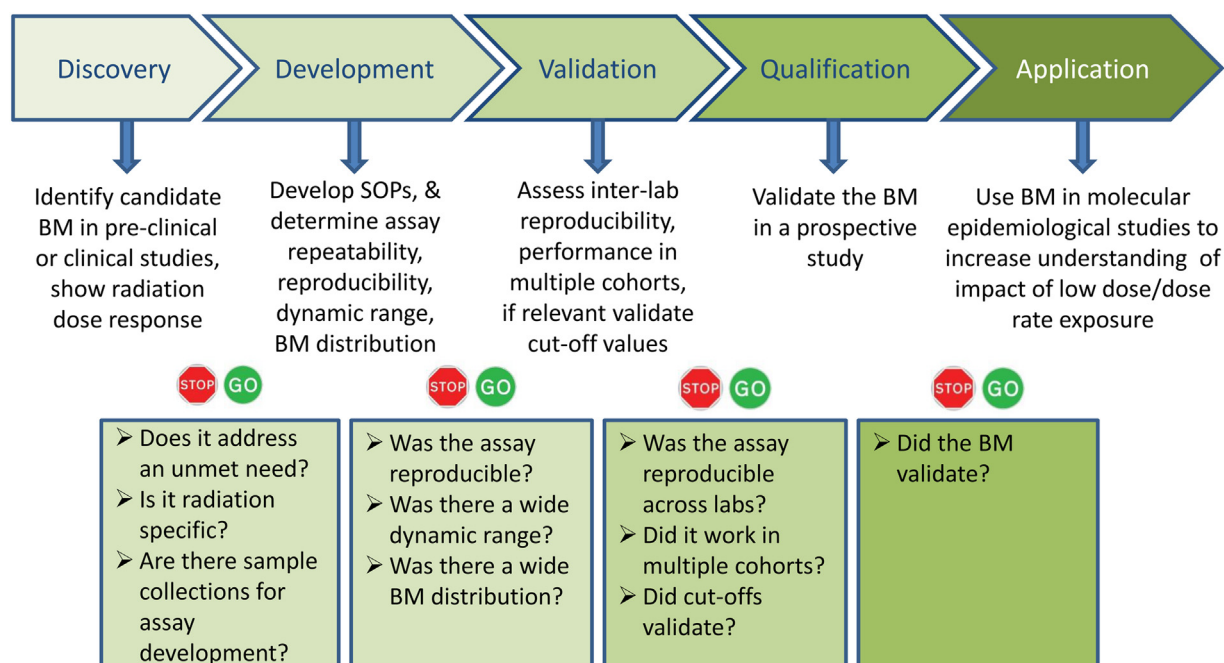 Discovery
Development
Validation
Qualification
Application
Identify candidate
BM in pre-clinical
or clinical studies,
show radiation
dose response
Develop SOPs, &
determine assay
repeatability,
reproducibility,
dynamic range,
BM distribution
Assess inter-lab
reproducibility,
performance in
multiple cohorts,
if relevant validate
cut-off values
Validate the BM
in a prospective
study
Use BM in molecular
epidemiological studies to
increase understanding of
impact of low dose/dose
rate exposure
STOP GO
STOP GO
STOP GO
STOP GO
➢ Does it address
an unmet need?
➢ Is it radiation
specific?
➢ Are there sample
collections for
assay
development?
➢ Was the assay
reproducible?
➢ Was there a wide
dynamic range?
➢ Was there a wide
BM distribution?
➢ Was the assay
reproducible
across labs?
➢ Did it work in
multiple cohorts?
➢ Did cut-offs
validate?
➢ Did the BM
validate?